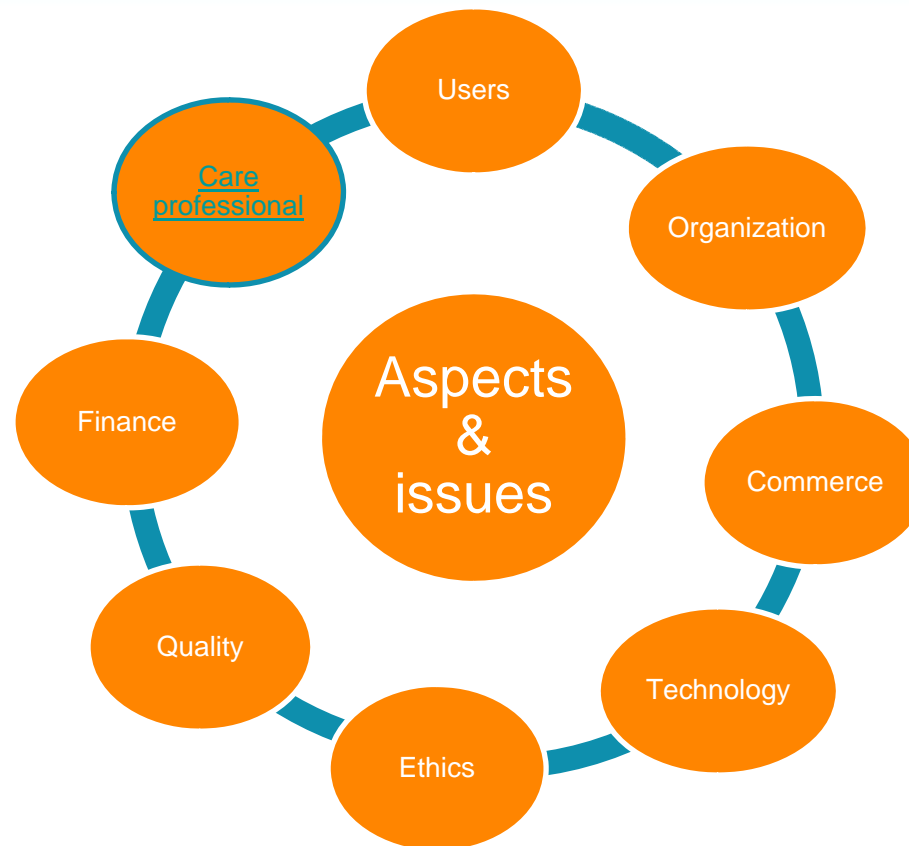 Users
Care
professional
Organization
Aspects
&
issues
Finance
Commerce
Quality
Technology
Ethics